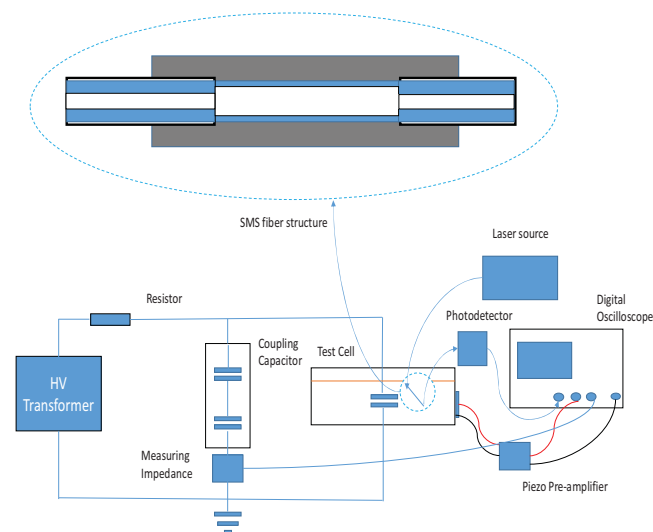 SMS fiber structure
Laser source
Resistor
Photodetector
Digital
Oscilloscope
Coupling
Capacitor
Test Cell
HV
Transformer
Measuring
Impedance
Piezo Pre-amplifier